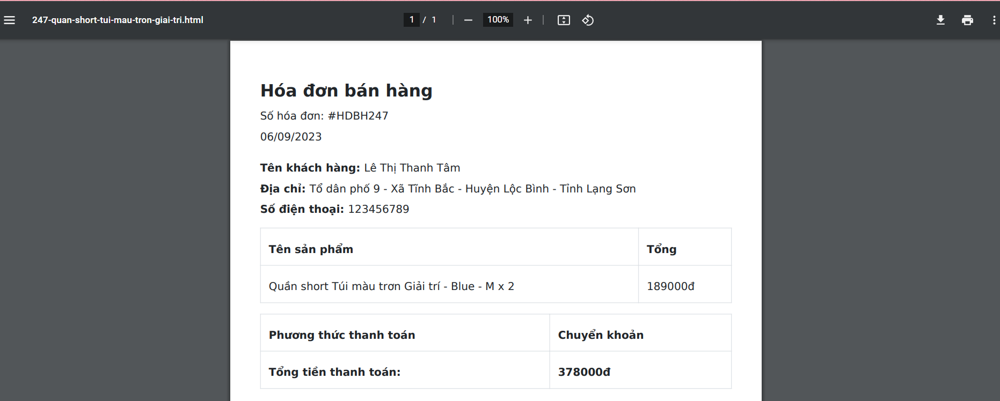 247-quan-short-tui-mau-tron-giai-tri.html
1 / 1
100%
Hóa đơn bán hàng
Số hóa đơn: #HDBH247
06/09/2023
Tên khách hàng: Lê Thị Thanh Tâm
Địa chỉ: Tổ dân phố 9 - Xã Tĩnh Bắc - Huyện Lộc Bình - Tỉnh Lạng Sơn
Số điện thoại: 123456789
Tên sản phẩm Tổng
Quần short Túi màu trơn Giải trí - Blue - M x 2 189000đ
Phương thức thanh toán Chuyển khoản
Tổng tiền thanh toán: 378000đ